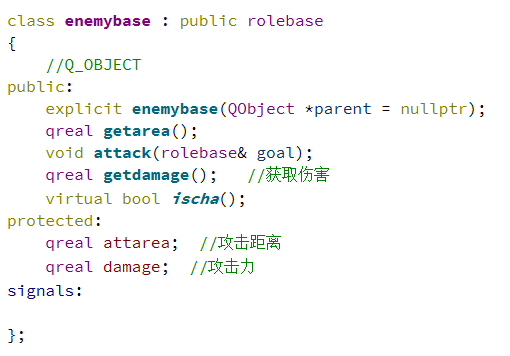 class enemybase : public rolebase
{
    //Q_OBJECT
public:
    explicit enemybase(QObject *parent = nullptr);
    qreal getarea();
    void attack(rolebase& goal);
    qreal getdamage();   //获取伤害
    virtual bool ischa();
protected:
    qreal attarea;  //攻击距离
    qreal damage;  //攻击力
signals:

};